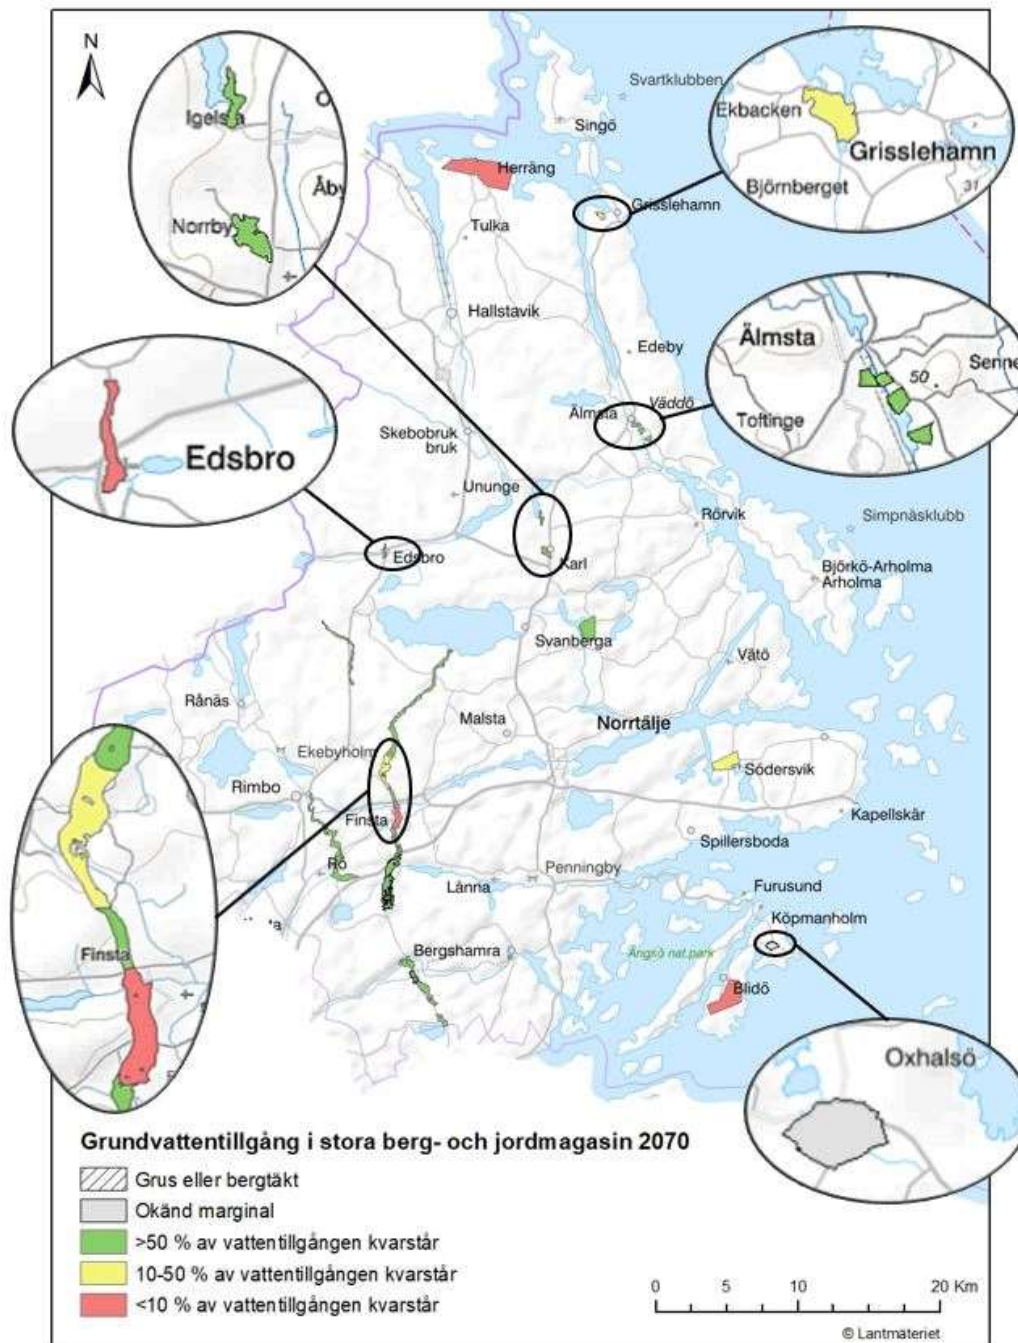 N
Svartklubben
Singö
Igelsta
Åby
Norrby
Ekbacken
Grisslehamn
Björnberget
31
Herräng
Grisslehamn
Tulka
Hallstavik
Edeby
Älmsta
50
Senne
Toftinge
Älmsta
Väddö
Skebobruk
bruk
Edsbro
Ununge
Rörvik
Simpnäsklubb
Edsbro
Karl
Björkö-Arholma
Arholma
Svanberga
Vätö
Rånäs
Malsta
Norrtälje
Ekebyholm
Södersvik
Rimbo
Kapellskär
Finsta
Spillersboda
Rö
Länna
Penningby
Furusund
Köpmanholm
Finsta
Bergshamra
Ängsö nat.park
Blidö
Oxhalsö
Grundvattentillgång i stora berg- och jordmagasin 2070
Grus eller bergtäkt
Okänd marginal
>50 % av vattentillgången kvarstår
10-50 % av vattentillgången kvarstår
<10 % av vattentillgången kvarstår
0 5 10 20 Km
© Lantmäteriet